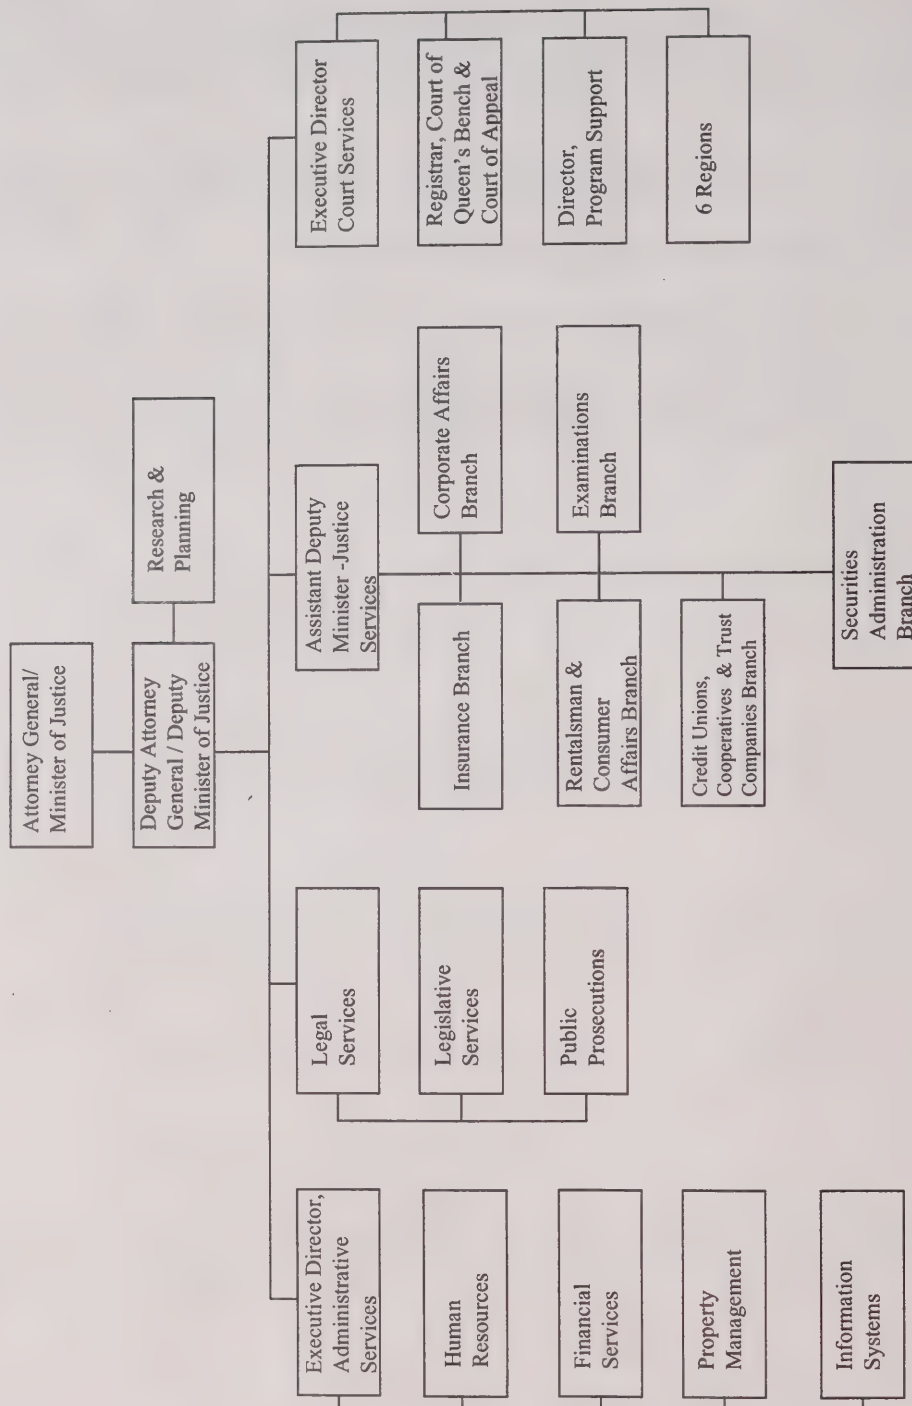 Attorney General/
Minister of Justice
Deputy Attorney
General / Deputy
Minister of Justice
Research &
Planning
Executive Director,
Administrative
Services
Human
Resources
Financial
Services
Property
Management
Information
Systems
Legal
Services
Legislative
Services
Public
Prosecutions
Assistant Deputy
Minister -Justice
Services
Insurance Branch
Corporate Affairs
Branch
Rentalsman &
Consumer
Affairs Branch
Examinations
Branch
Credit Unions,
Cooperatives & Trust
Companies Branch
Securities
Administration
Branch
Executive Director
Court Services
Registrar, Court of
Queen's Bench &
Court of Appeal
Director,
Program Support
6 Regions